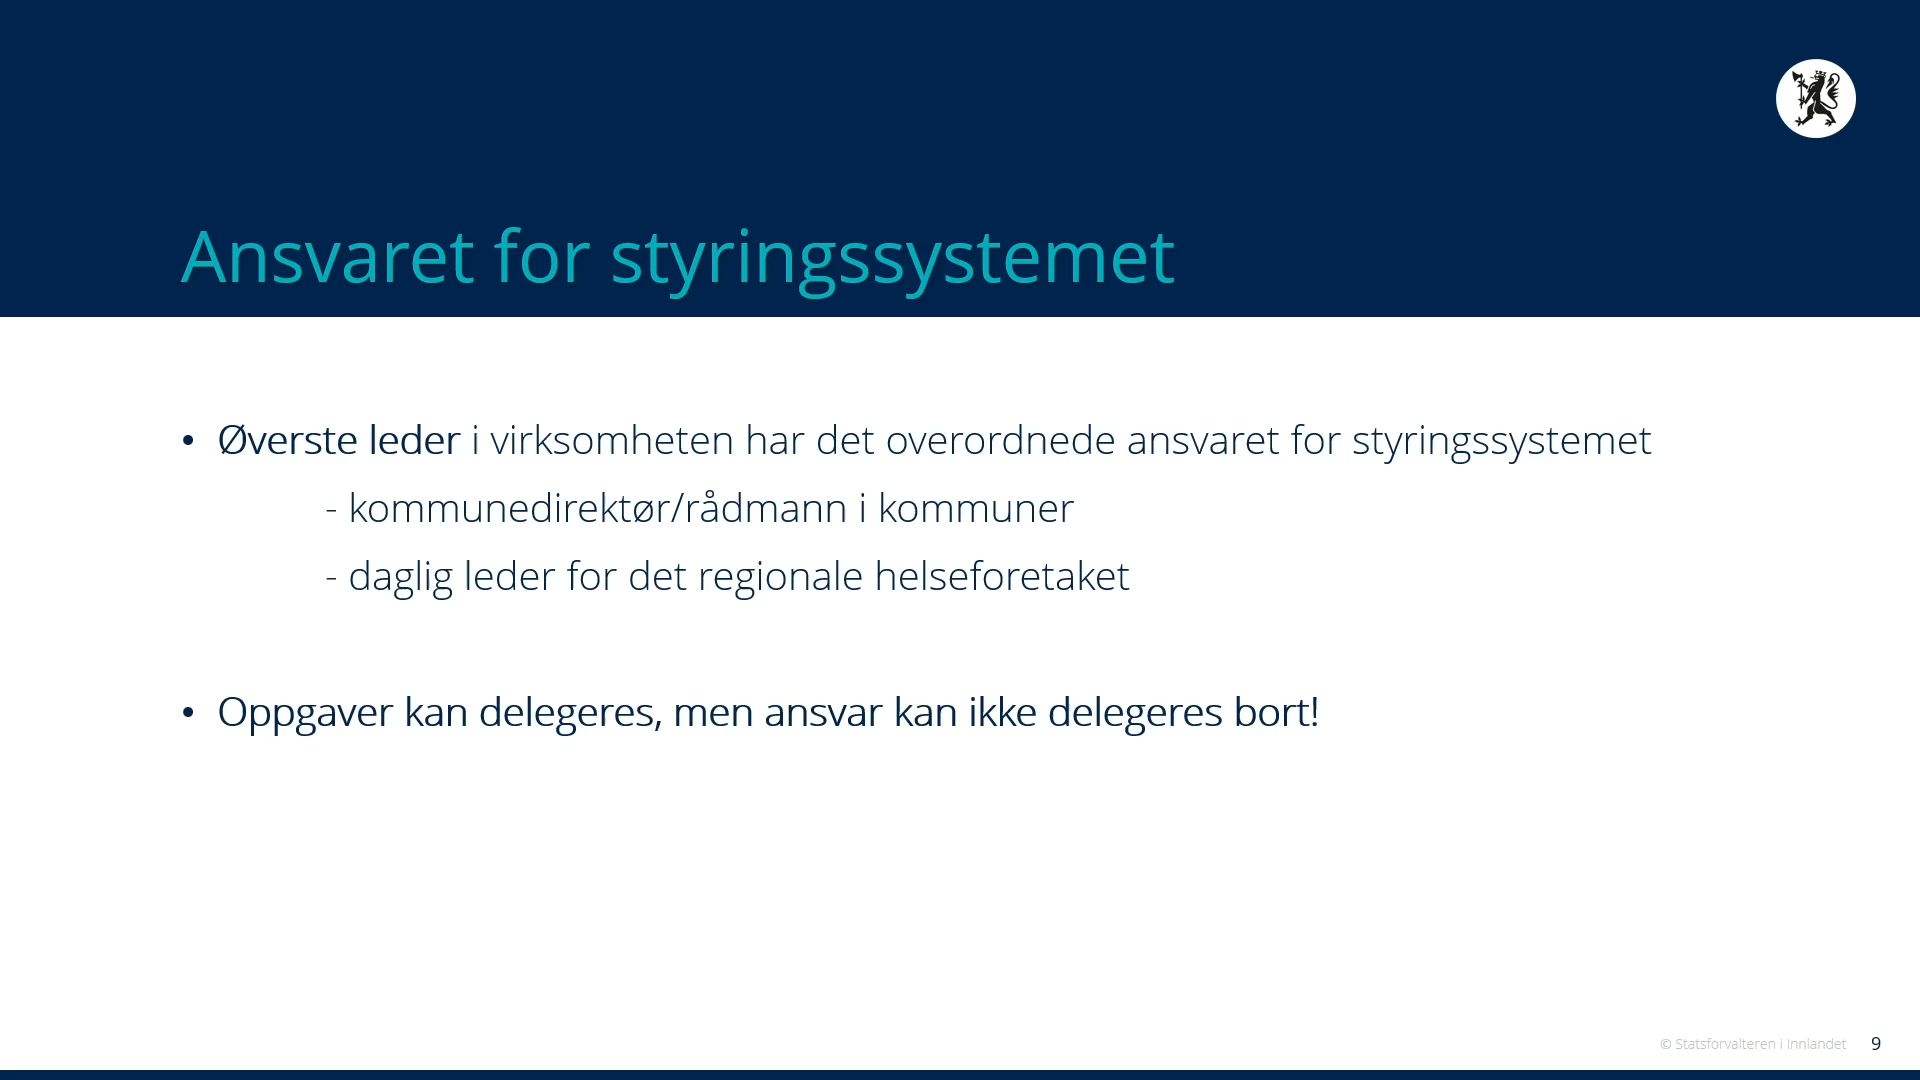 Ansvaret for styringssystemet
• Øverste leder i virksomheten har det overordnede ansvaret for styringssystemet
- kommunedirektør/rådmann i kommuner
- daglig leder for det regionale helseforetaket
• Oppgaver kan delegeres, men ansvar kan ikke delegeres bort!
© Statsforvalteren i Innlandet 9